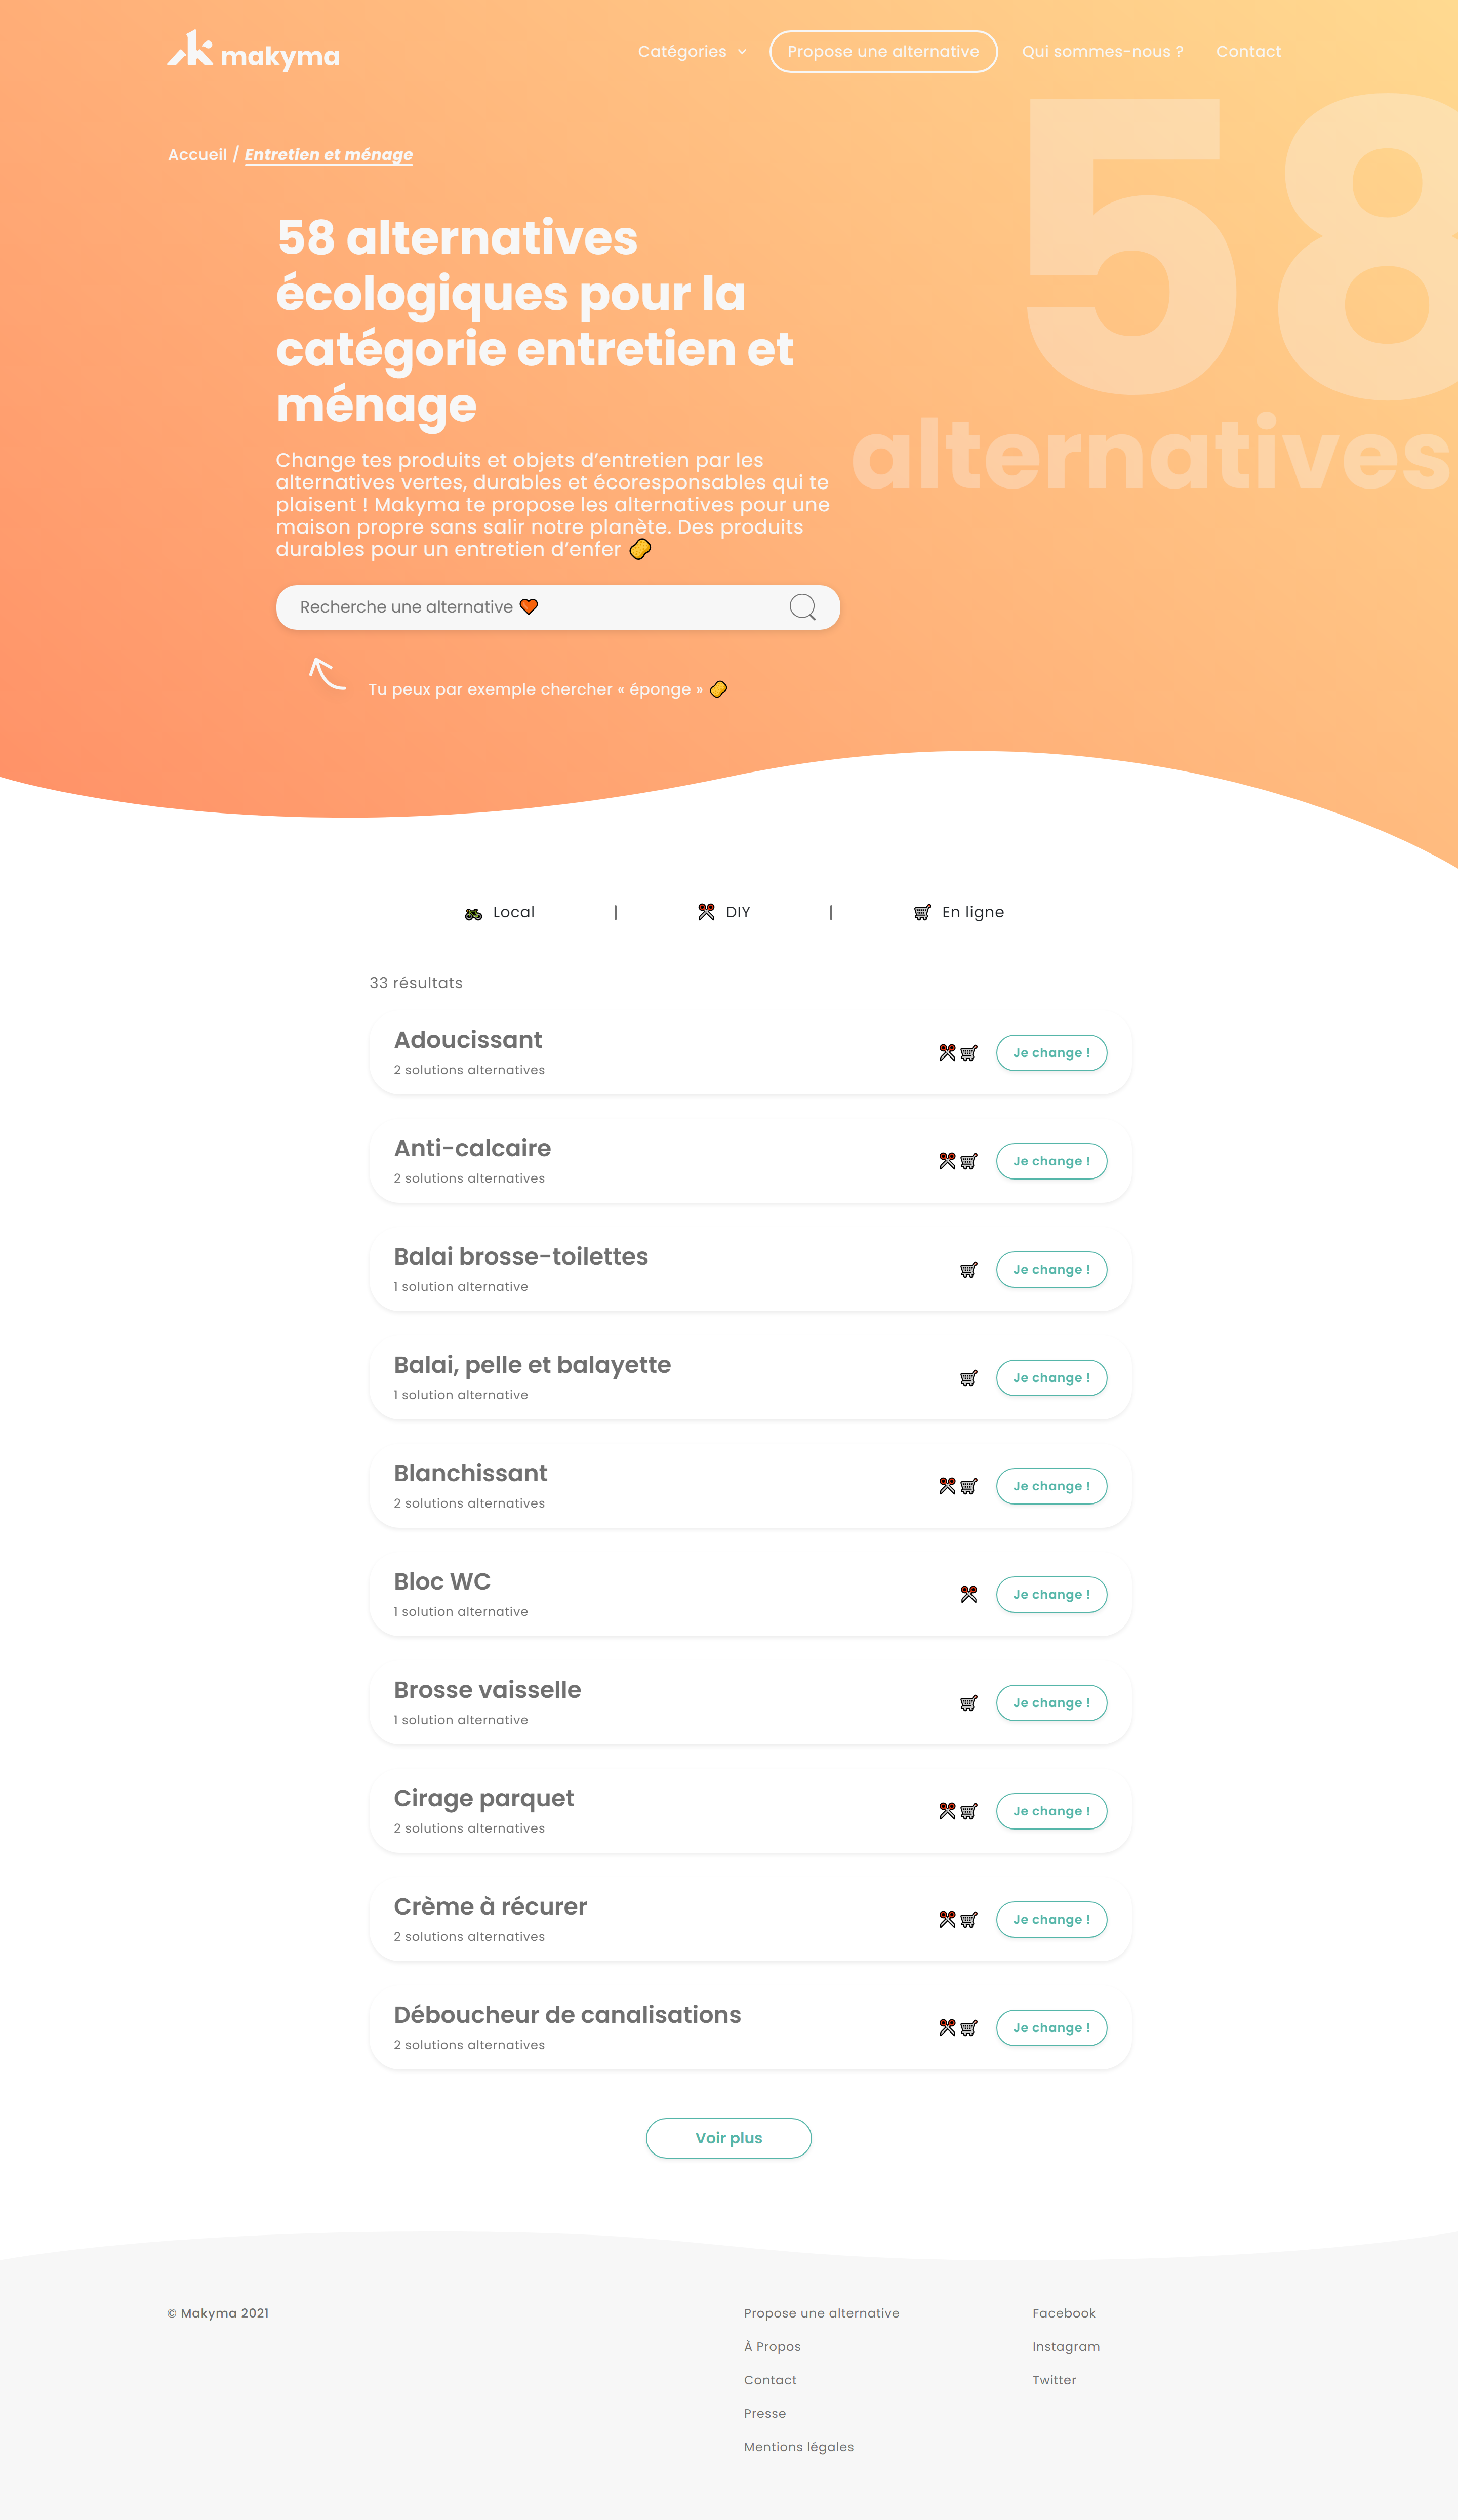 makyma
Catégories
Propose une alternative
Qui sommes-nous ?
Contact
Accueil / Entretien et ménage
58
alternatives
58 alternatives
écologiques pour la
catégorie entretien et
ménage
Change tes produits et objets d’entretien par les
alternatives vertes, durables et écoresponsables qui te
plaisent ! Makyma te propose les alternatives pour une
maison propre sans salir notre planète. Des produits
durables pour un entretien d’enfer
Recherche une alternative
Tu peux par exemple chercher « éponge »
Local | DIY | En ligne
33 résultats
Adoucissant
2 solutions alternatives
Je change !
Anti-calcaire
2 solutions alternatives
Je change !
Balai brosse-toilettes
1 solution alternative
Je change !
Balai, pelle et balayette
1 solution alternative
Je change !
Blanchissant
2 solutions alternatives
Je change !
Bloc WC
1 solution alternative
Je change !
Brosse vaisselle
1 solution alternative
Je change !
Cirage parquet
2 solutions alternatives
Je change !
Crème à récurer
2 solutions alternatives
Je change !
Déboucheur de canalisations
2 solutions alternatives
Je change !
Voir plus
© Makyma 2021
Propose une alternative
À Propos
Contact
Presse
Mentions légales
Facebook
Instagram
Twitter